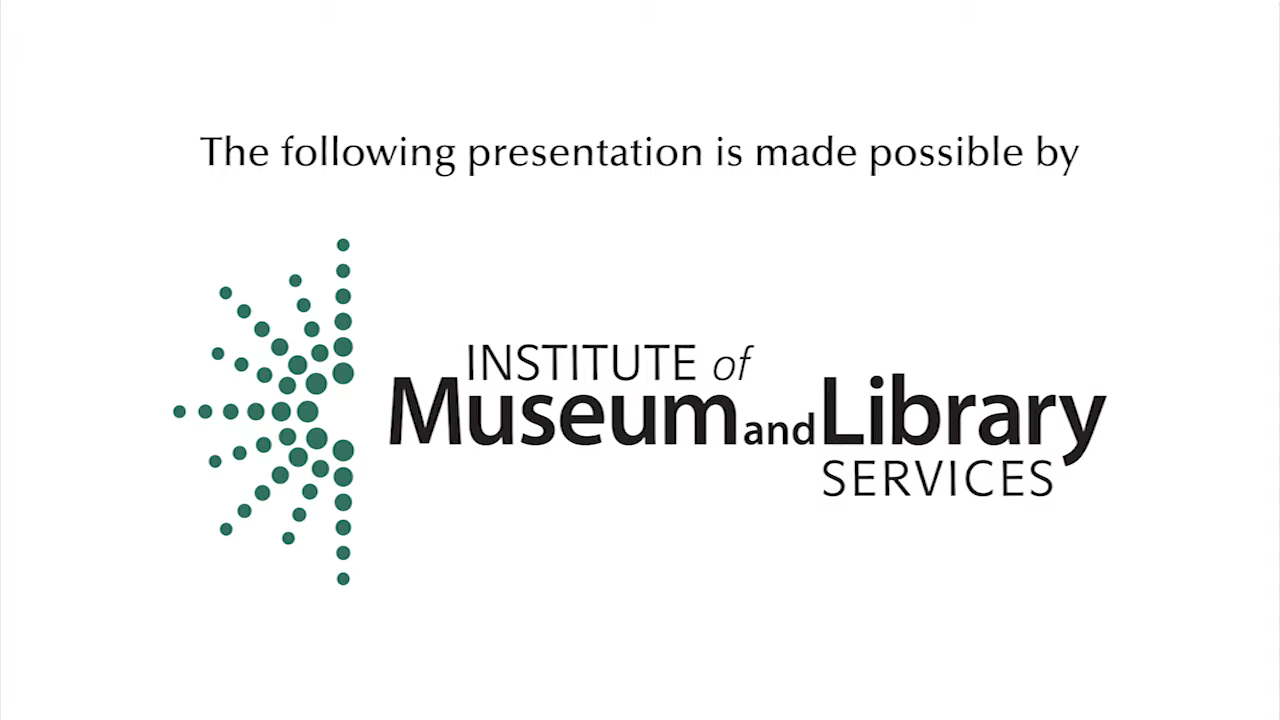 The following presentation is made possible by
INSTITUTE of
Museum and Library
SERVICES